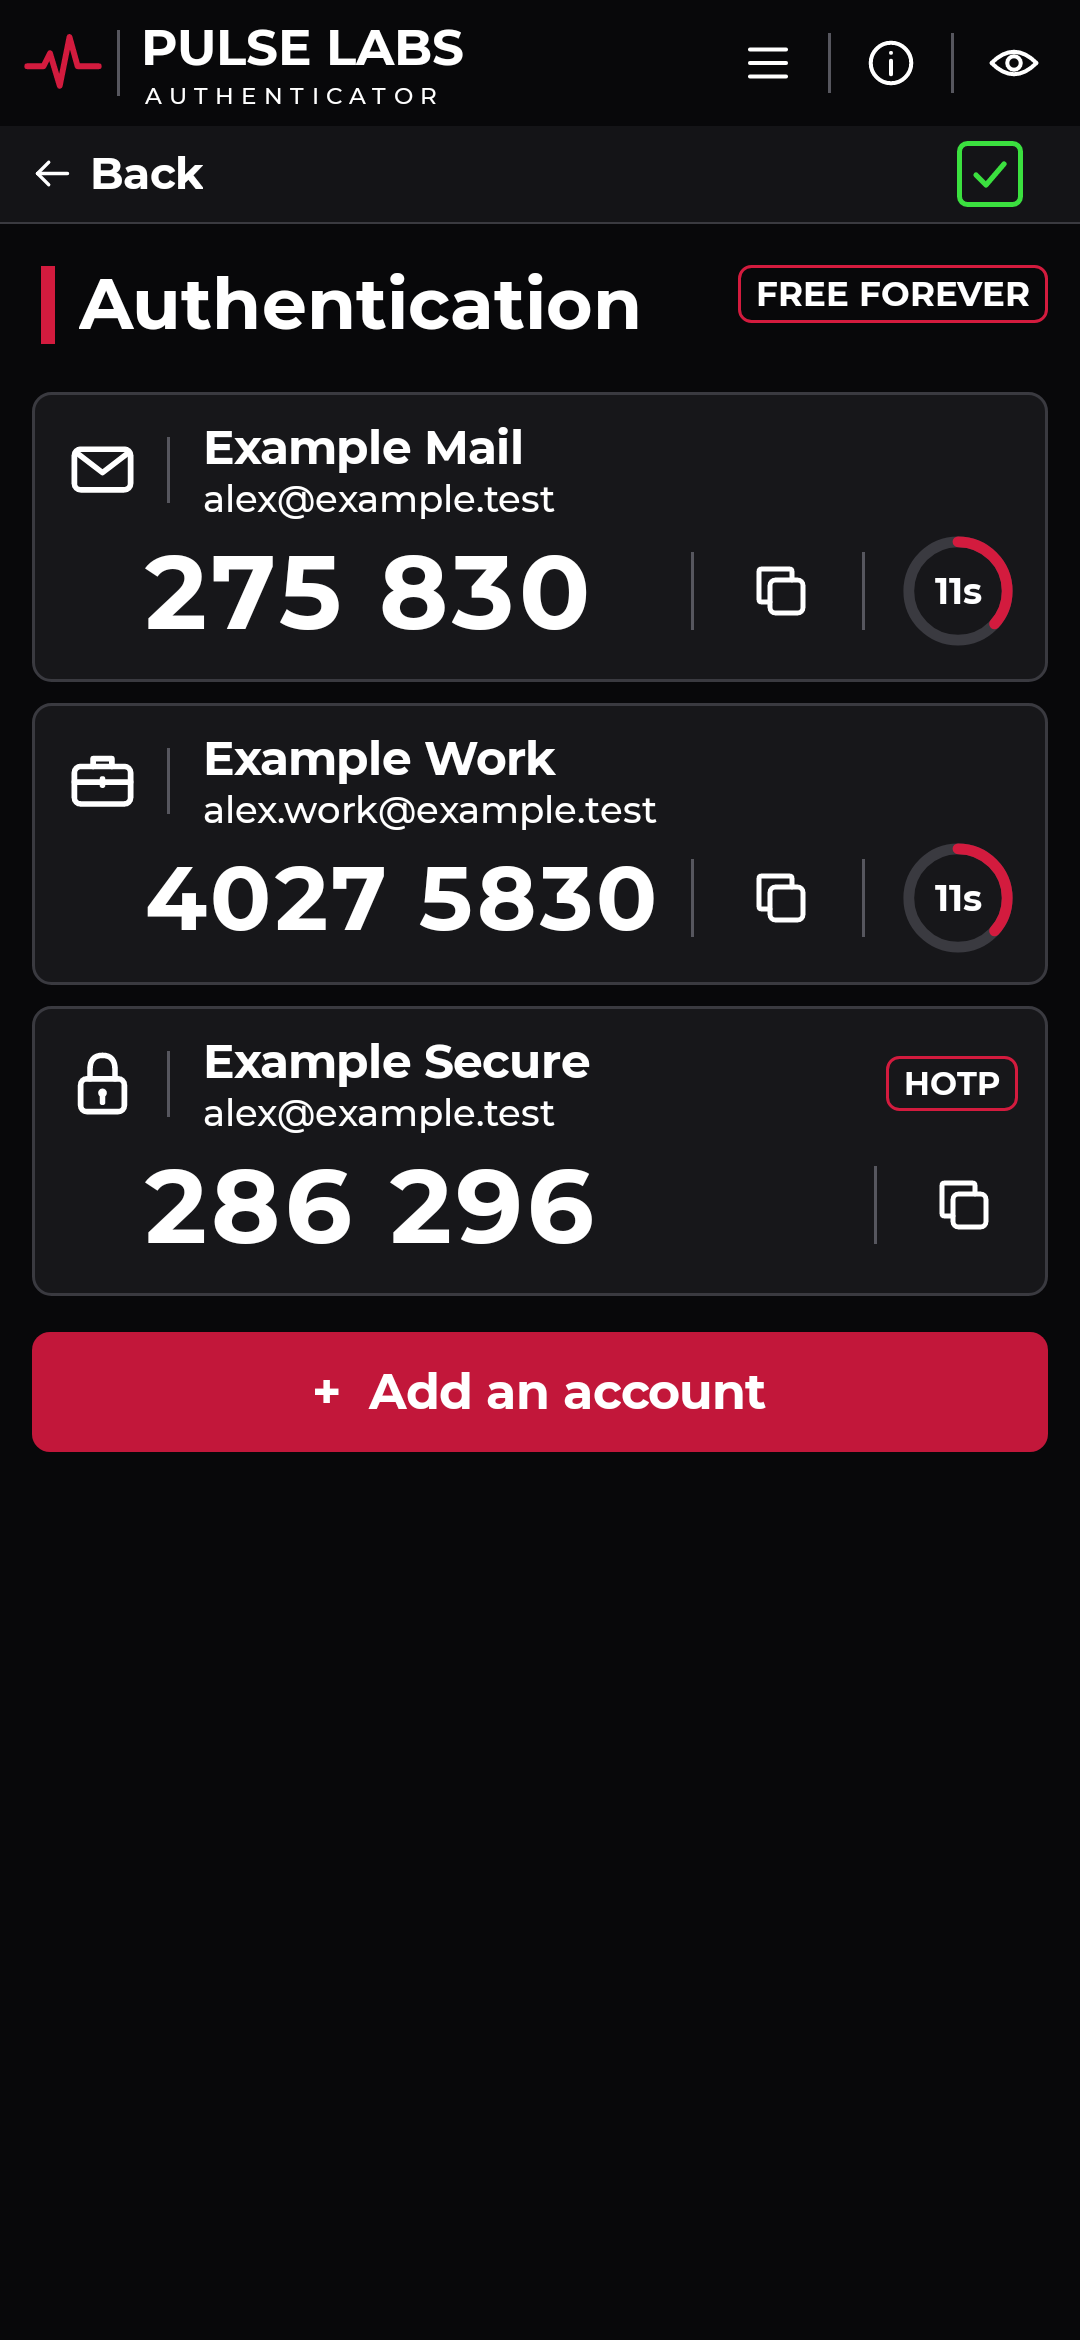 PULSE LABS
AUTHENTICATOR
Back
Authentication
FREE FOREVER
Example Mail
alex@example.test
275 830
11s
Example Work
alex.work@example.test
4027 5830
11s
Example Secure
HOTP
alex@example.test
286 296
+ Add an account